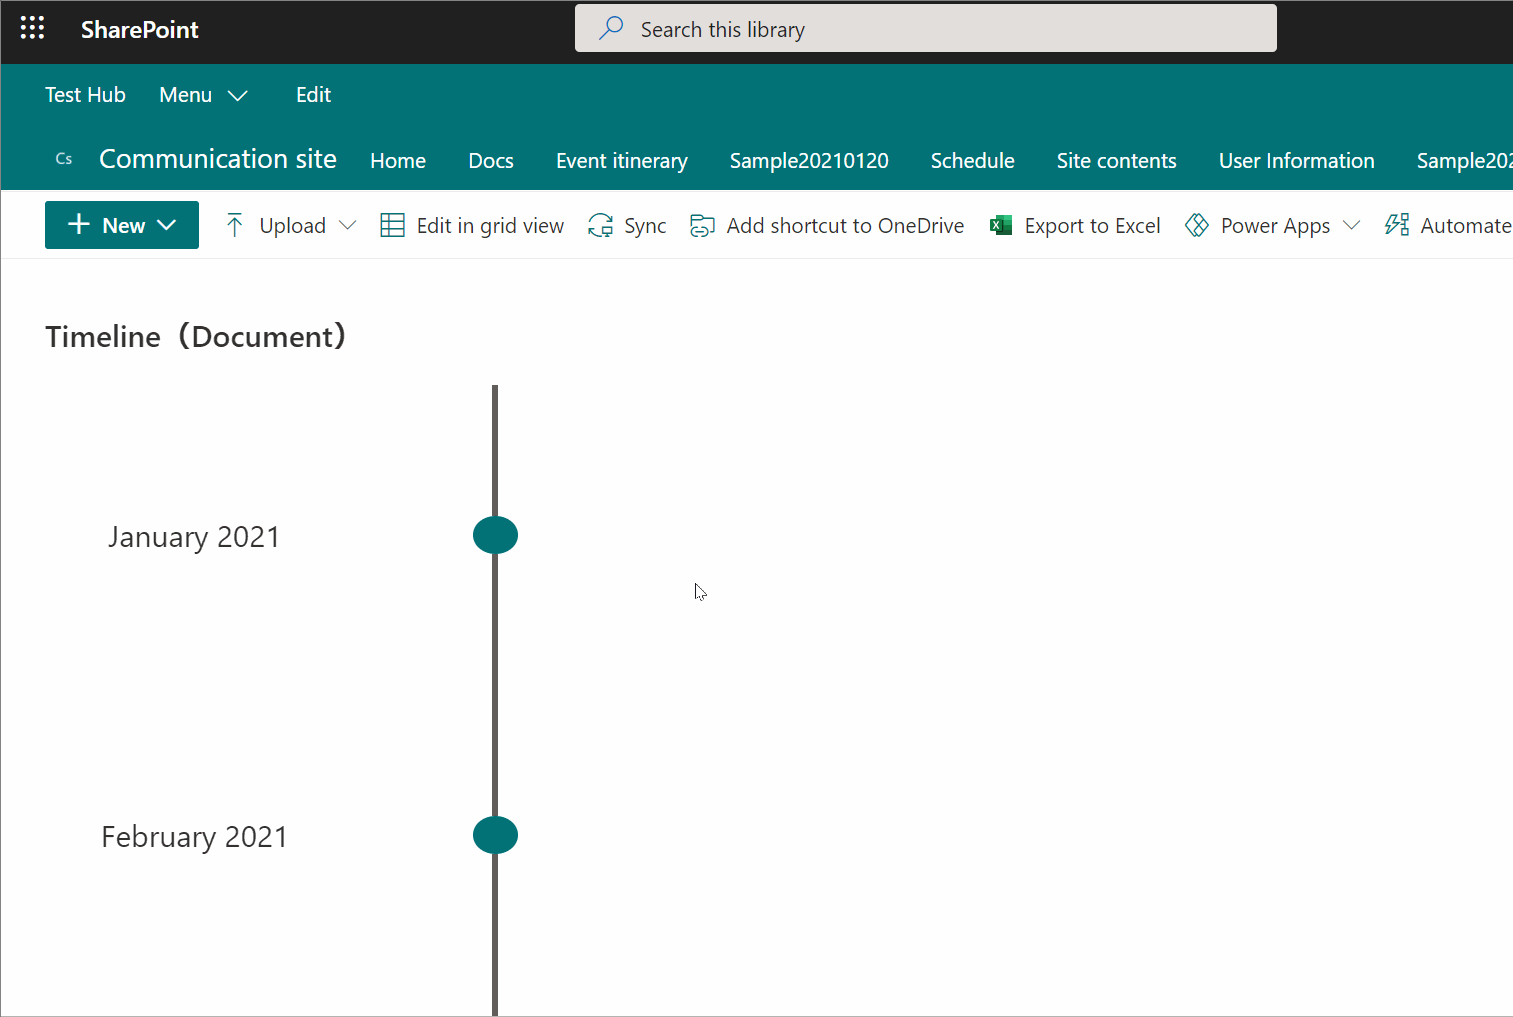 SharePoint
Search this library
Test Hub Menu Edit
Cs Communication site Home Docs Event itinerary Sample20210120 Schedule Site contents User Information Sample202
New Upload Edit in grid view Sync Add shortcut to OneDrive Export to Excel Power Apps Automate
Timeline（Document）
January 2021
February 2021